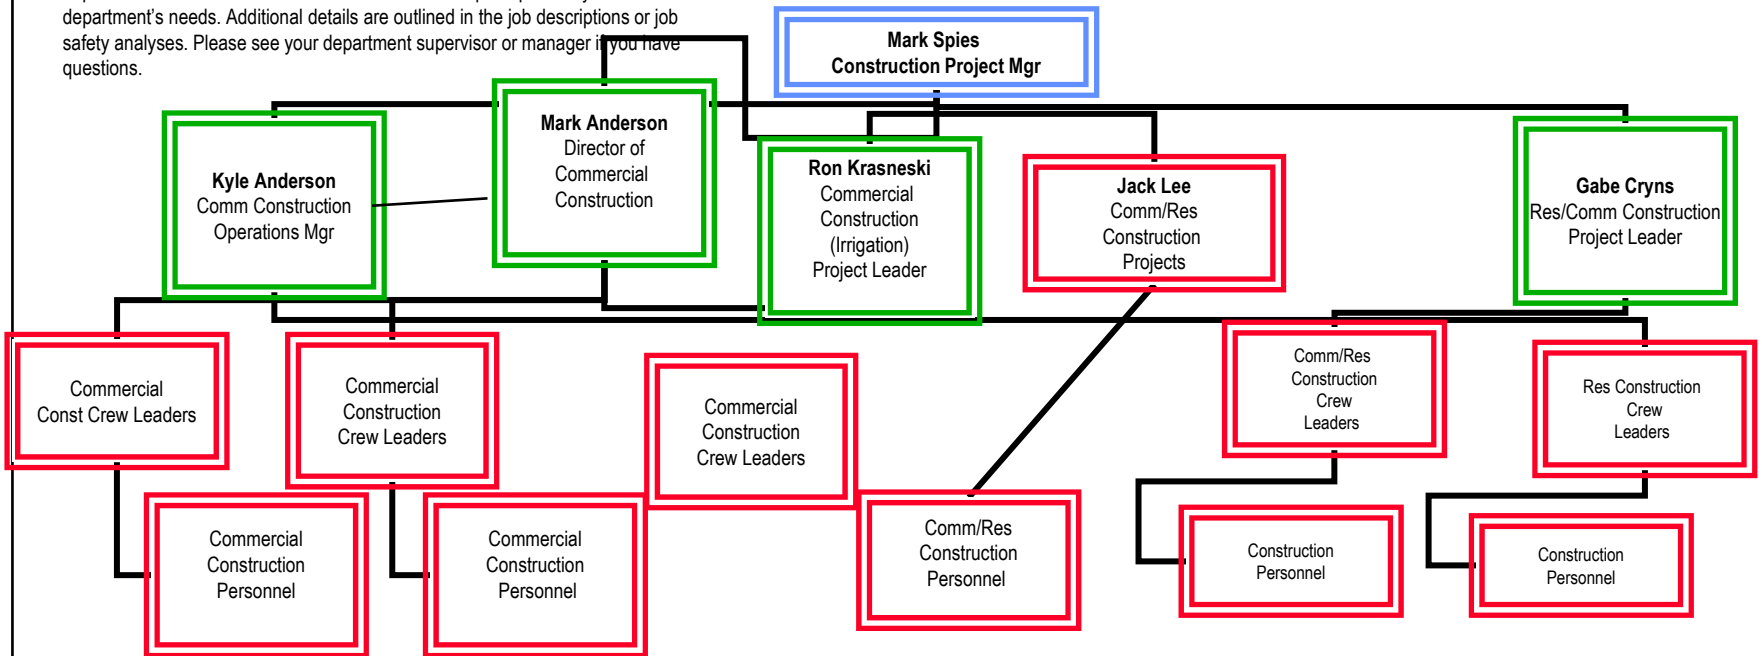 department's needs. Additional details are outlined in the job descriptions or job
safety analyses. Please see your department supervisor or manager if you have
questions.
Mark Spies
Construction Project Mgr
Kyle Anderson
Comm Construction
Operations Mgr
Mark Anderson
Director of
Commercial
Construction
Ron Krasneski
Commercial
Construction
(Irrigation)
Project Leader
Jack Lee
Comm/Res
Construction
Projects
Gabe Cryns
Res/Comm Construction
Project Leader
Commercial
Const Crew Leaders
Commercial
Construction
Crew Leaders
Commercial
Construction
Crew Leaders
Comm/Res
Construction
Crew
Leaders
Res Construction
Crew
Leaders
Commercial
Construction
Personnel
Commercial
Construction
Personnel
Comm/Res
Construction
Personnel
Construction
Personnel
Construction
Personnel